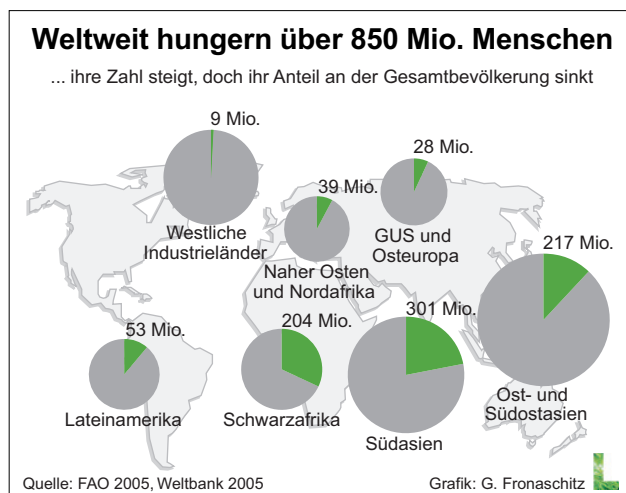 Weltweit hungern über 850 Mio. Menschen
... ihre Zahl steigt, doch ihr Anteil an der Gesamtbevölkerung sinkt
9 Mio.
Westliche
Industrieländer
39 Mio.
Naher Osten
und Nordafrika
28 Mio.
GUS und
Osteuropa
217 Mio.
Ost- und
Südostasien
53 Mio.
Lateinamerika
204 Mio.
Schwarzafrika
301 Mio.
Südasien
Quelle: FAO 2005, Weltbank 2005
Grafik: G. Fronaschitz